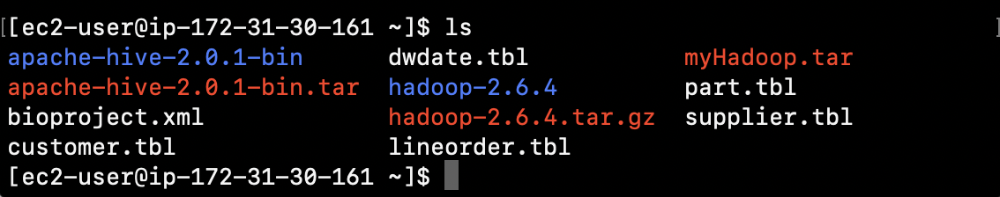 [ec2-user@ip-172-31-30-161 ~]$ ls
apache-hive-2.0.1-bin dwdate.tbl myHadoop.tar
apache-hive-2.0.1-bin.tar hadoop-2.6.4 part.tbl
bioproject.xml hadoop-2.6.4.tar.gz supplier.tbl
customer.tbl lineorder.tbl
[ec2-user@ip-172-31-30-161 ~]$